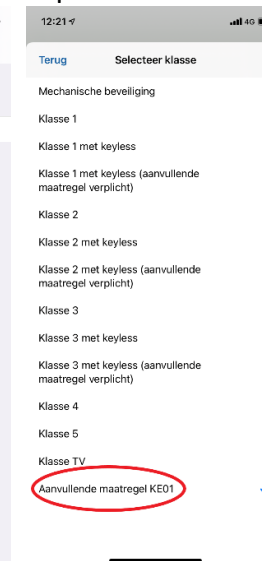 12:21
4G
Terug
Selecteer klasse
Mechanische beveiliging
Klasse 1
Klasse 1 met keyless
Klasse 1 met keyless (aanvullende
maatregel verplicht)
Klasse 2
Klasse 2 met keyless
Klasse 2 met keyless (aanvullende
maatregel verplicht)
Klasse 3
Klasse 3 met keyless
Klasse 3 met keyless (aanvullende
maatregel verplicht)
Klasse 4
Klasse 5
Klasse TV
Aanvullende maatregel KE01